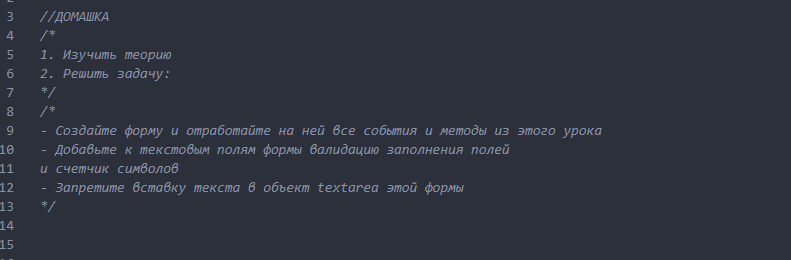 3 //ДОМАШКА
4 /*
5 1. Изучить теорию
6 2. Решить задачу:
7 */
8 /*
9 - Создайте форму и отработайте на ней все события и методы из этого урока
10 - Добавьте к текстовым полям формы валидацию заполнения полей
11 и счетчик символов
12 - Запретите вставку текста в объект textarea этой формы
13 */
14
15